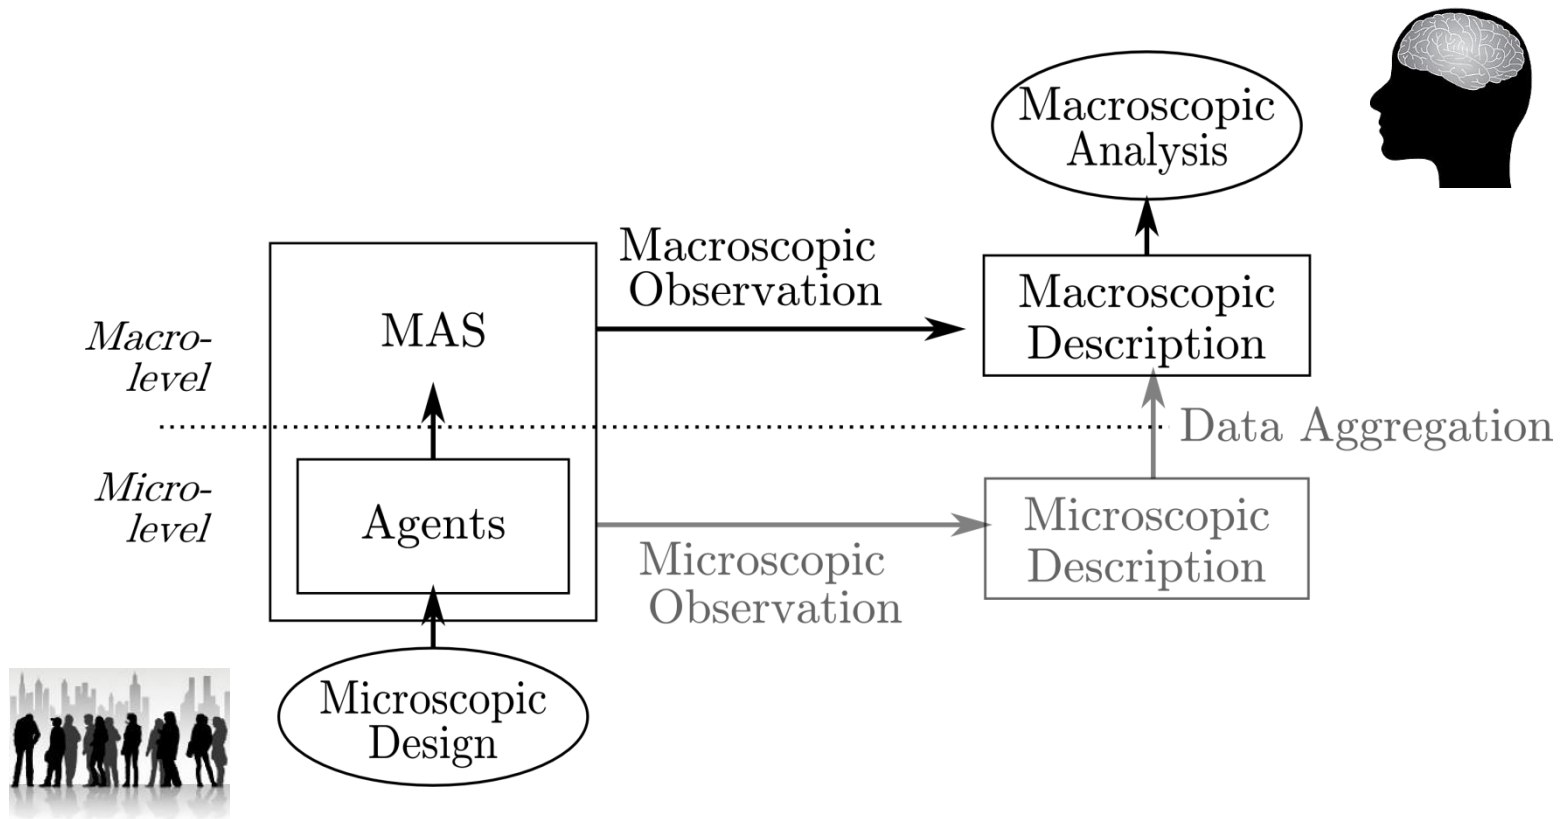 Macroscopic
Analysis
Macroscopic
Observation
Macroscopic
Description
MAS
Macro-
level
Data Aggregation
Micro-
level
Agents
Microscopic
Description
Microscopic
Observation
Microscopic
Design